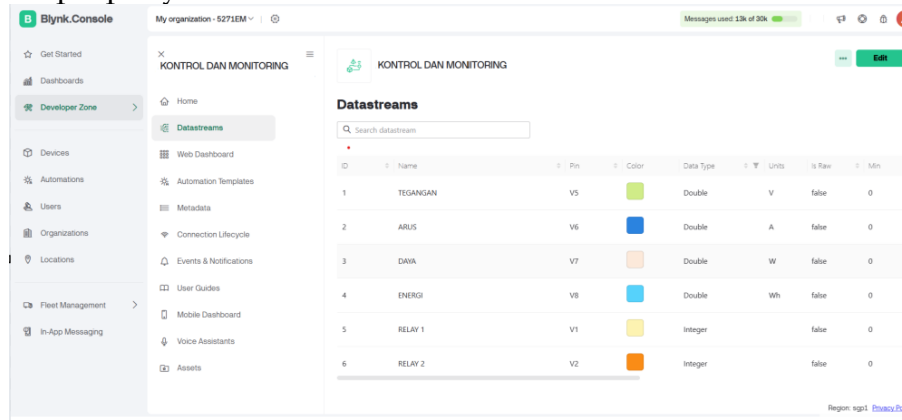 B Blynk.Console
My organization - 5271EM
Messages used: 13k of 30k
Get Started
Dashboards
Developer Zone
Devices
Automations
Users
Organizations
Locations
Fleet Management
In-App Messaging
KONTROL DAN MONITORING
Home
Datastreams
Web Dashboard
Automation Templates
Metadata
Connection Lifecycle
Events & Notifications
User Guides
Mobile Dashboard
Voice Assistants
Assets
KONTROL DAN MONITORING
Edit
Datastreams
Search datastream
ID Name Pin Color Data Type Units Is Raw Min
1 TEGANGAN V5 Double V false 0
2 ARUS V6 Double A false 0
3 DAYA V7 Double W false 0
4 ENERGI V8 Double Wh false 0
5 RELAY 1 V1 Integer false 0
6 RELAY 2 V2 Integer false 0
Region: sgp1 Privacy Po